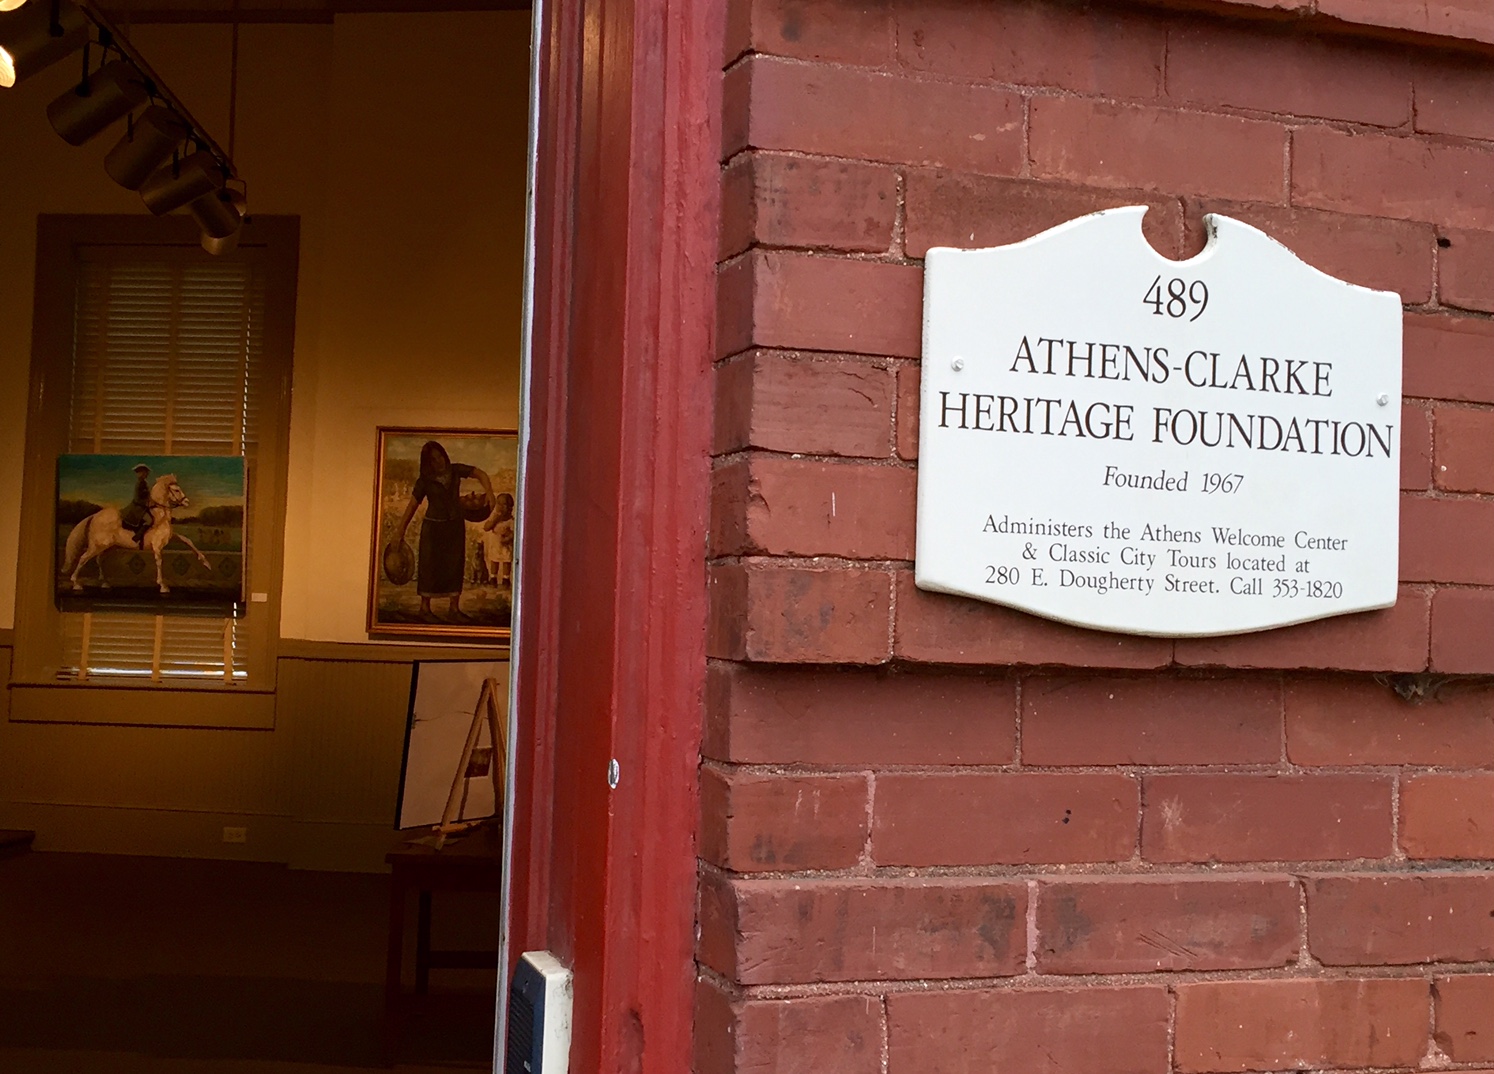 489
ATHENS-CLARKE
HERITAGE FOUNDATION
Founded 1967
Administers the Athens Welcome Center
& Classic City Tours located at
280 E. Dougherty Street. Call 353-1820